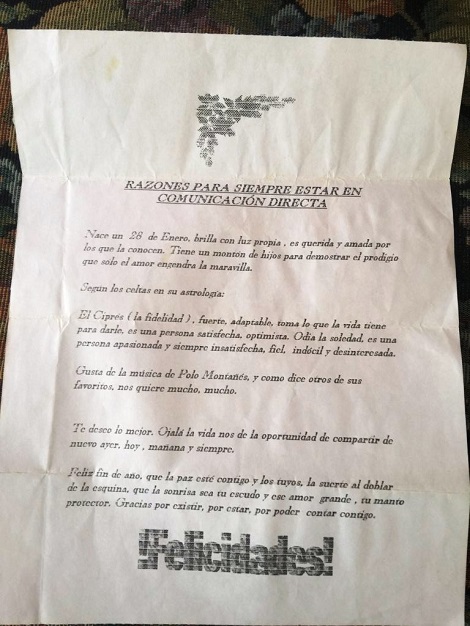 RAZONES PARA SIEMPRE ESTAR EN
COMUNICACIÓN DIRECTA
Nace un 26 de Enero, brilla con luz propia , es querida y amada por
los que la conocen. Tiene un montón de hijos para demostrar el prodigio
que sólo el amor engendra la maravilla.
Según los celtas en su astrología:
El Ciprés ( la fidelidad ) , fuerte, adaptable, toma lo que la vida tiene
para darle, es una persona satisfecha, optimista. Odia la soledad, es una
persona apasionada y siempre insatisfecha, fiel, indócil y desinteresada.
Gusta de la música de Polo Montañés, y como dice otros de sus
favoritos, nos quiere mucho, mucho.
Te deseo lo mejor. Ojalá la vida nos de la oportunidad de compartir de
nuevo ayer, hoy , mañana y siempre.
Feliz fin de año, que la paz esté contigo y los tuyos, la suerte al doblar
de la esquina, que la sonrisa sea tu escudo y ese amor grande , tu manto
protector. Gracias por existir, por estar, por poder contar contigo.
¡Felicidades!